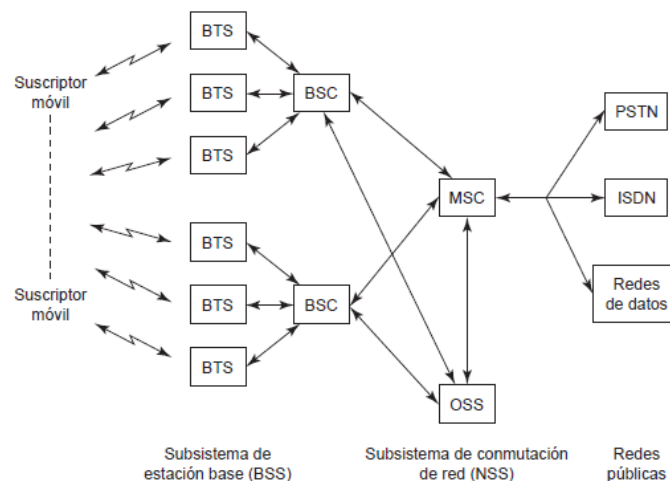 BTS
Suscriptor
móvil
BTS
BSC
PSTN
BTS
MSC
ISDN
BTS
Suscriptor
móvil
BTS
BSC
Redes
de datos
BTS
OSS
Subsistema de
estación base (BSS)
Subsistema de conmutación
de red (NSS)
Redes
públicas